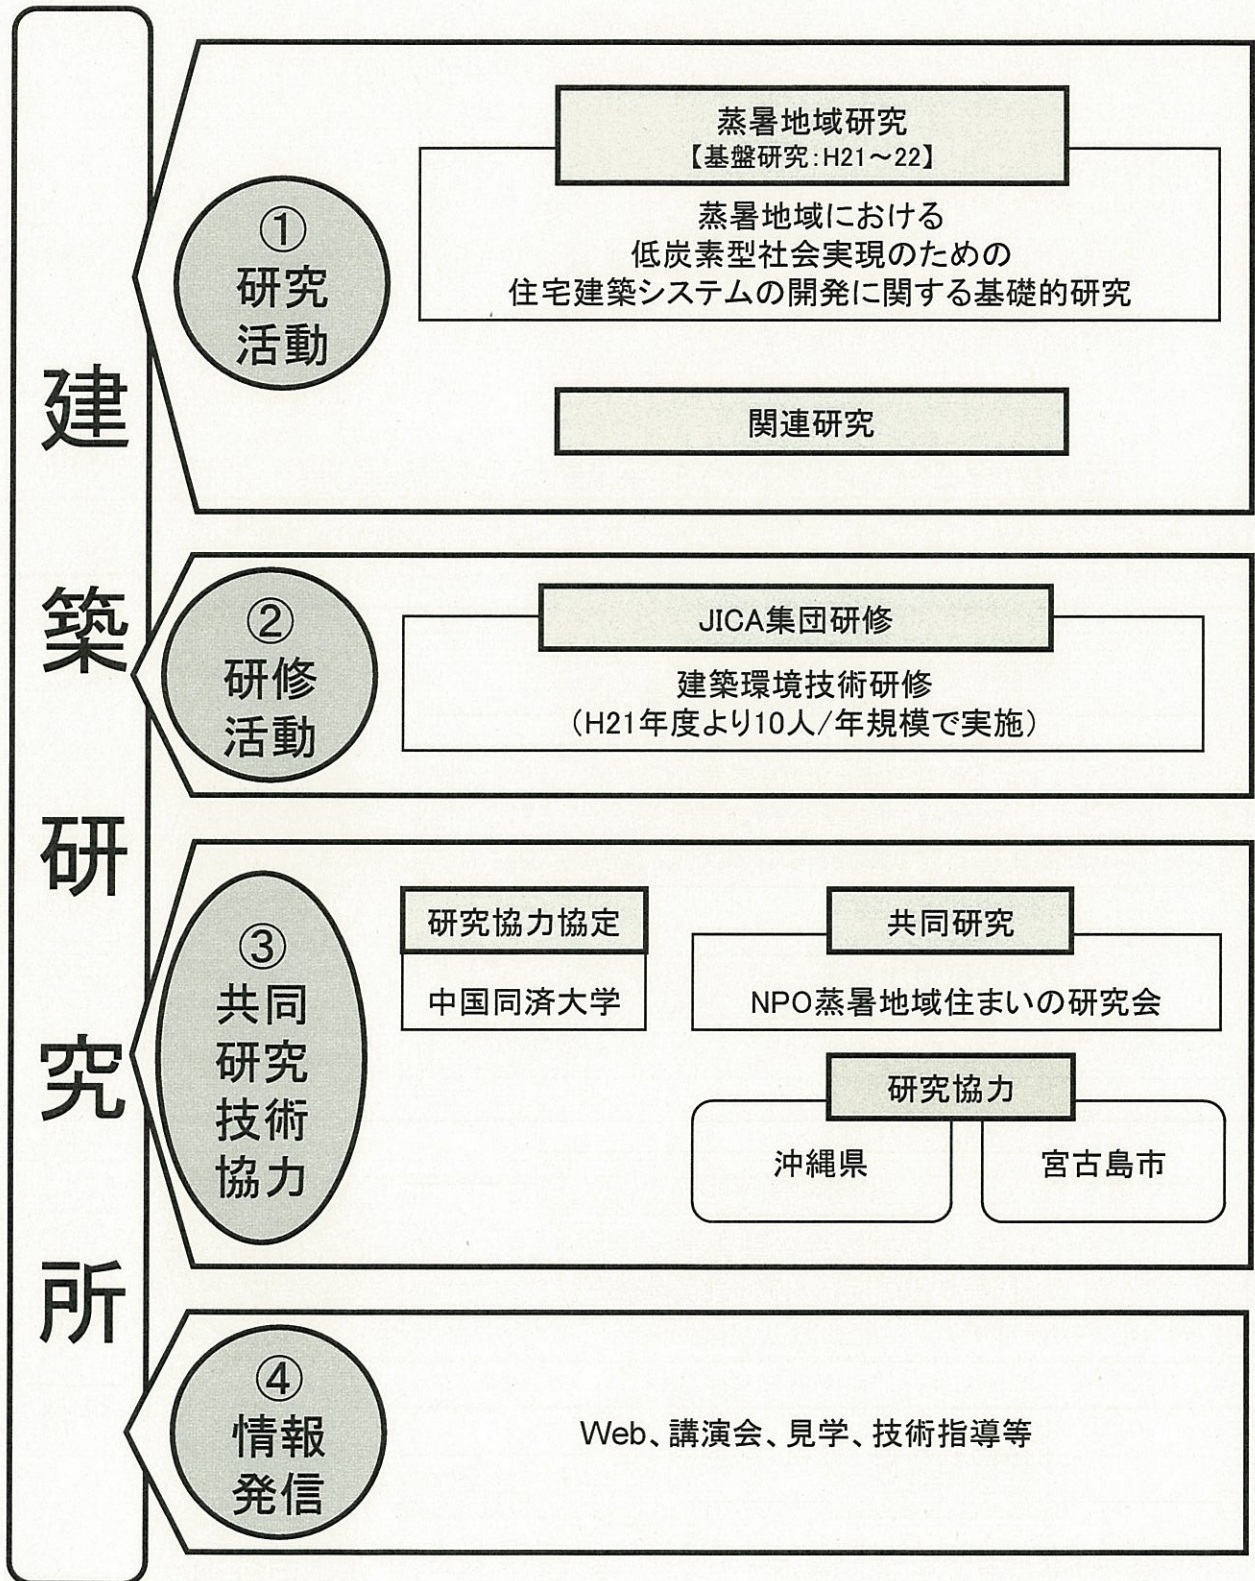 建築研究所
①
研究
活動
蒸暑地域研究
【基盤研究:H21～22】
蒸暑地域における
低炭素型社会実現のための
住宅建築システムの開発に関する基礎的研究
関連研究
②
研修
活動
JICA集団研修
建築環境技術研修
(H21年度より10人/年規模で実施)
③
共同
研究
技術
協力
研究協力協定
中国同済大学
共同研究
NPO蒸暑地域住まいの研究会
研究協力
沖縄県
宮古島市
④
情報
発信
Web、講演会、見学、技術指導等